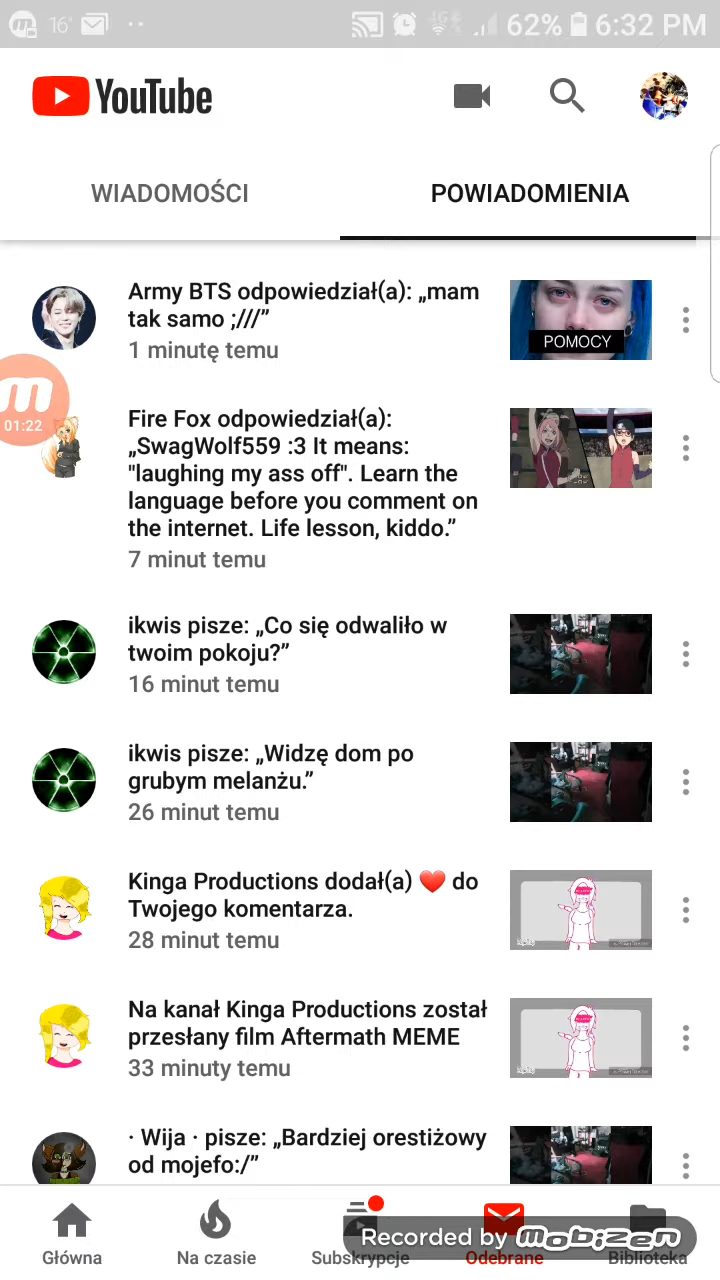 16°
62% 6:32 PM
YouTube
WIADOMOŚCI
POWIADOMIENIA
Army BTS odpowiedział(a): „mam
tak samo ;///”
1 minutę temu
POMOCY
m
01:22
Fire Fox odpowiedział(a):
„SwagWolf559 :3 It means:
"laughing my ass off". Learn the
language before you comment on
the internet. Life lesson, kiddo.”
7 minut temu
ikwis pisze: „Co się odwaliło w
twoim pokoju?”
16 minut temu
ikwis pisze: „Widzę dom po
grubym melanżu.”
26 minut temu
Kinga Productions dodał(a) ❤️ do
Twojego komentarza.
28 minut temu
Na kanał Kinga Productions został
przesłany film Aftermath MEME
33 minuty temu
· Wija · pisze: „Bardziej orestiżowy
od mojefo:/”
Główna
Na czasie
Subskrypcje
Odebrane
Biblioteka
Recorded by Mobizen